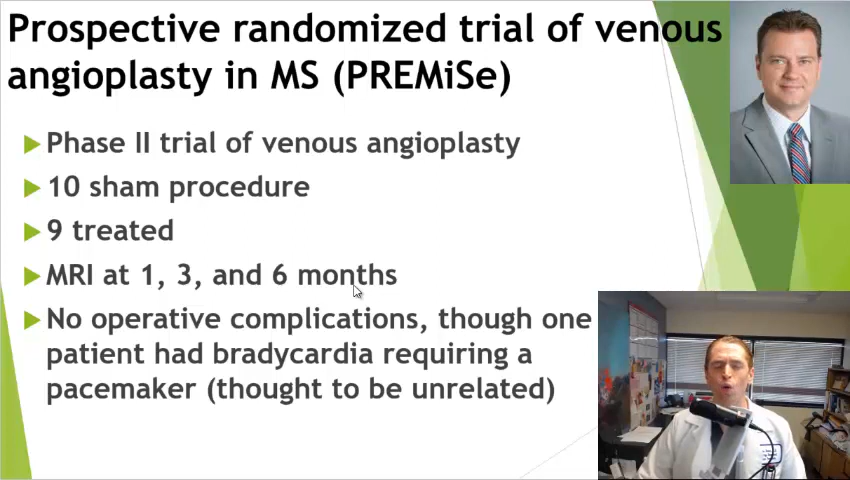 Prospective randomized trial of venous
angioplasty in MS (PREMiSe)
Phase II trial of venous angioplasty
10 sham procedure
9 treated
MRI at 1, 3, and 6 months
No operative complications, though one
patient had bradycardia requiring a
pacemaker (thought to be unrelated)